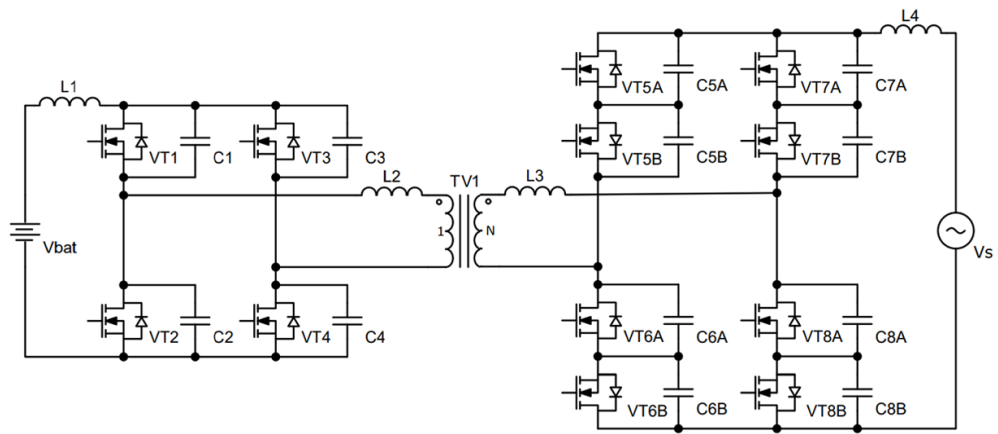 L4
VT5A
C5A
VT7A
C7A
L1
VT1
C1
VT3
C3
VT5B
C5B
VT7B
C7B
L2
TV1
L3
1
N
Vbat
Vs
VT2
C2
VT4
C4
VT6A
C6A
VT8A
C8A
VT6B
C6B
VT8B
C8B